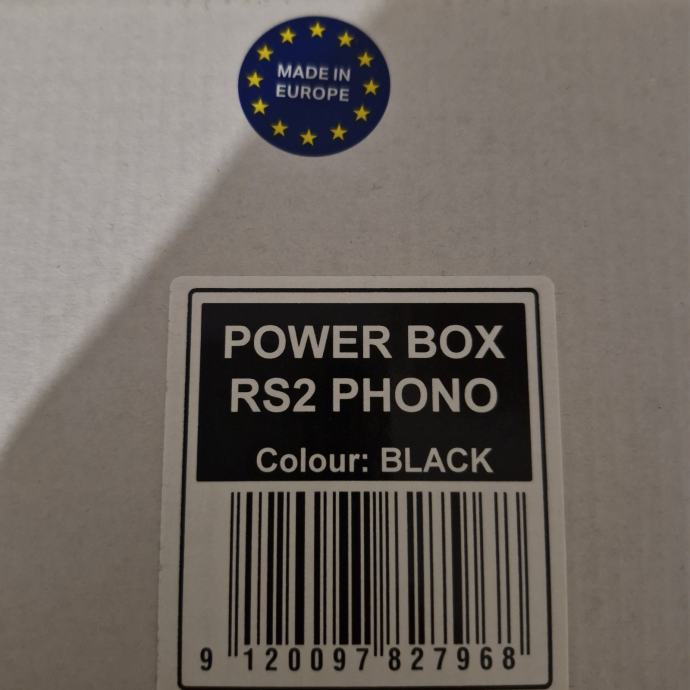 MADE IN
EUROPE
POWER BOX
RS2 PHONO
Colour: BLACK
9 120097 827968